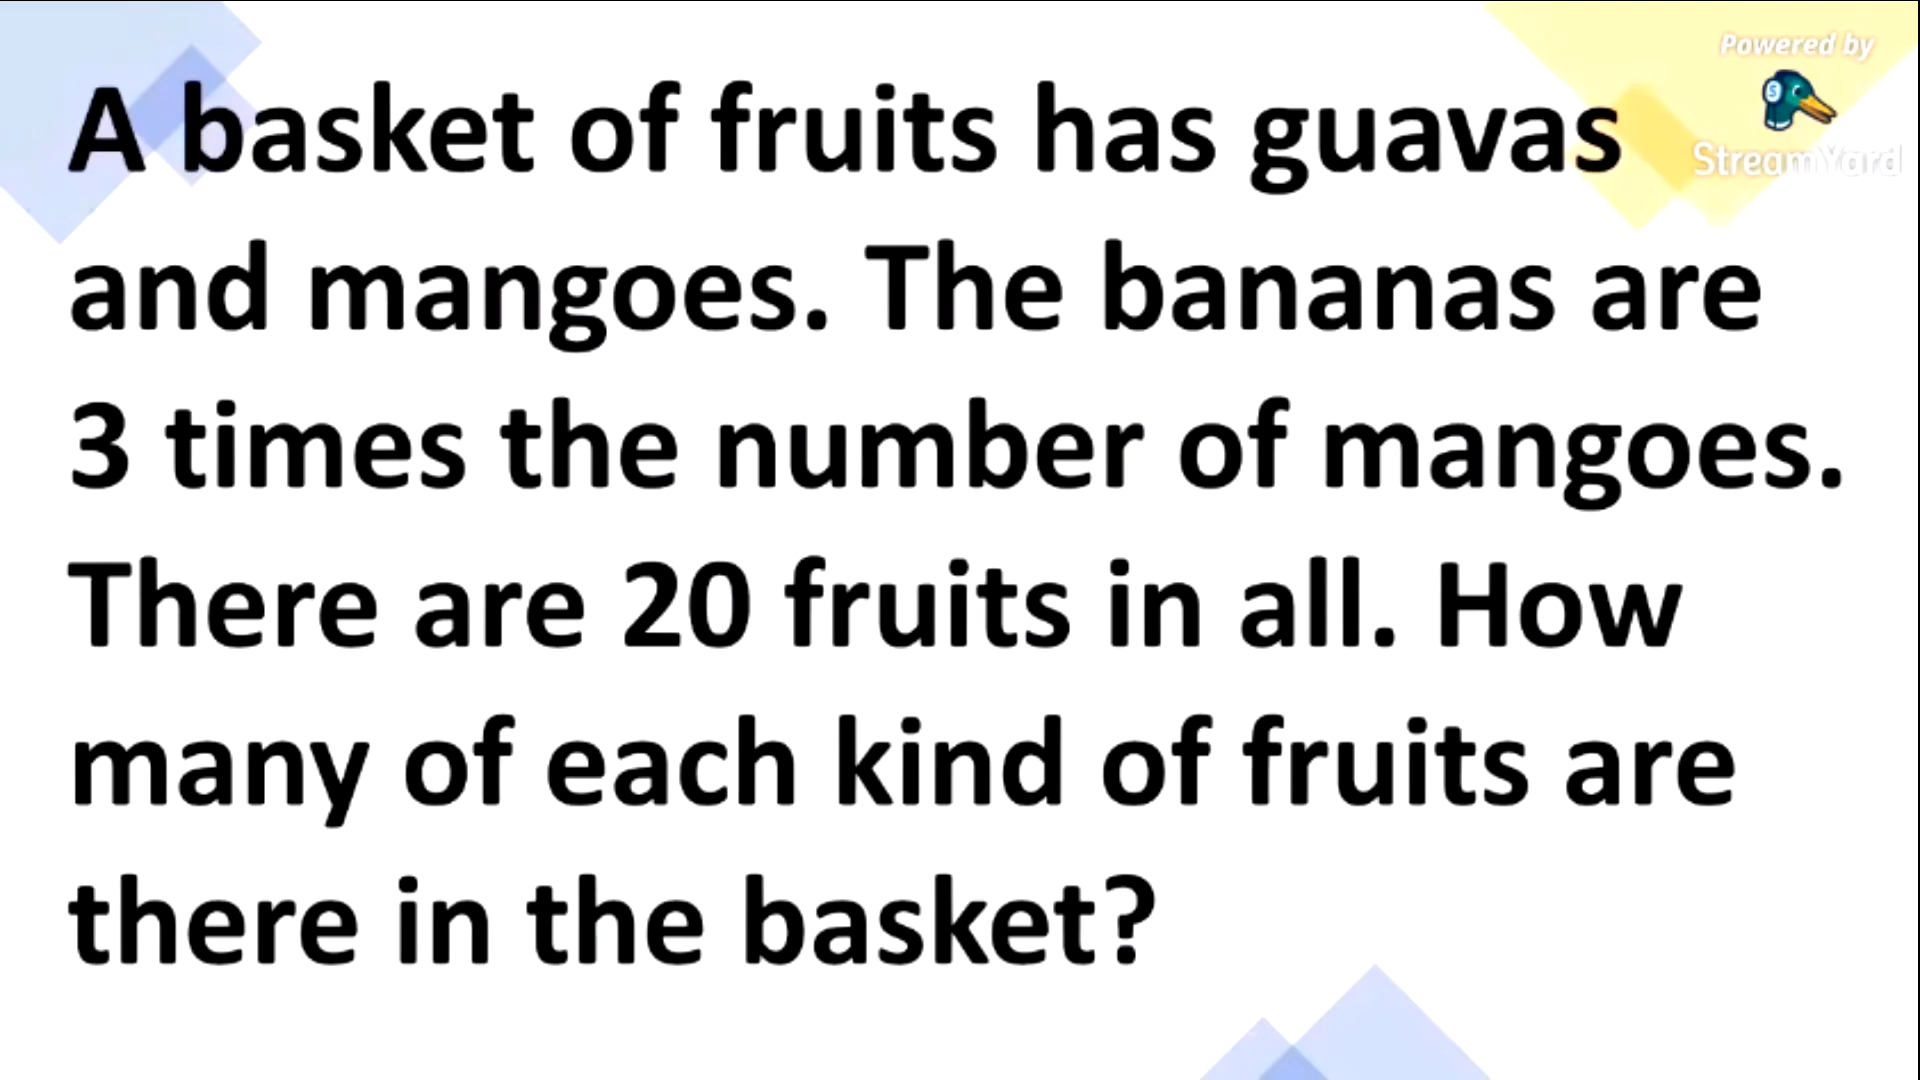 Powered by
StreamYard
A basket of fruits has guavas
and mangoes. The bananas are
3 times the number of mangoes.
There are 20 fruits in all. How
many of each kind of fruits are
there in the basket?